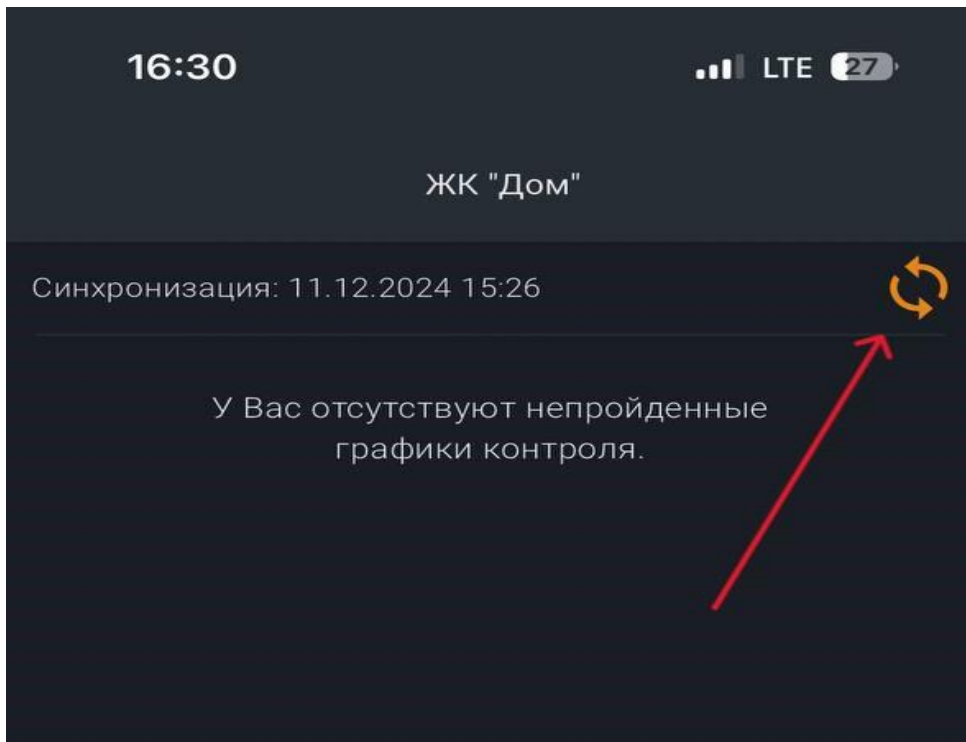 16:30 LTE 27
ЖК "Дом"
Синхронизация: 11.12.2024 15:26
У Вас отсутствуют непройденные
графики контроля.